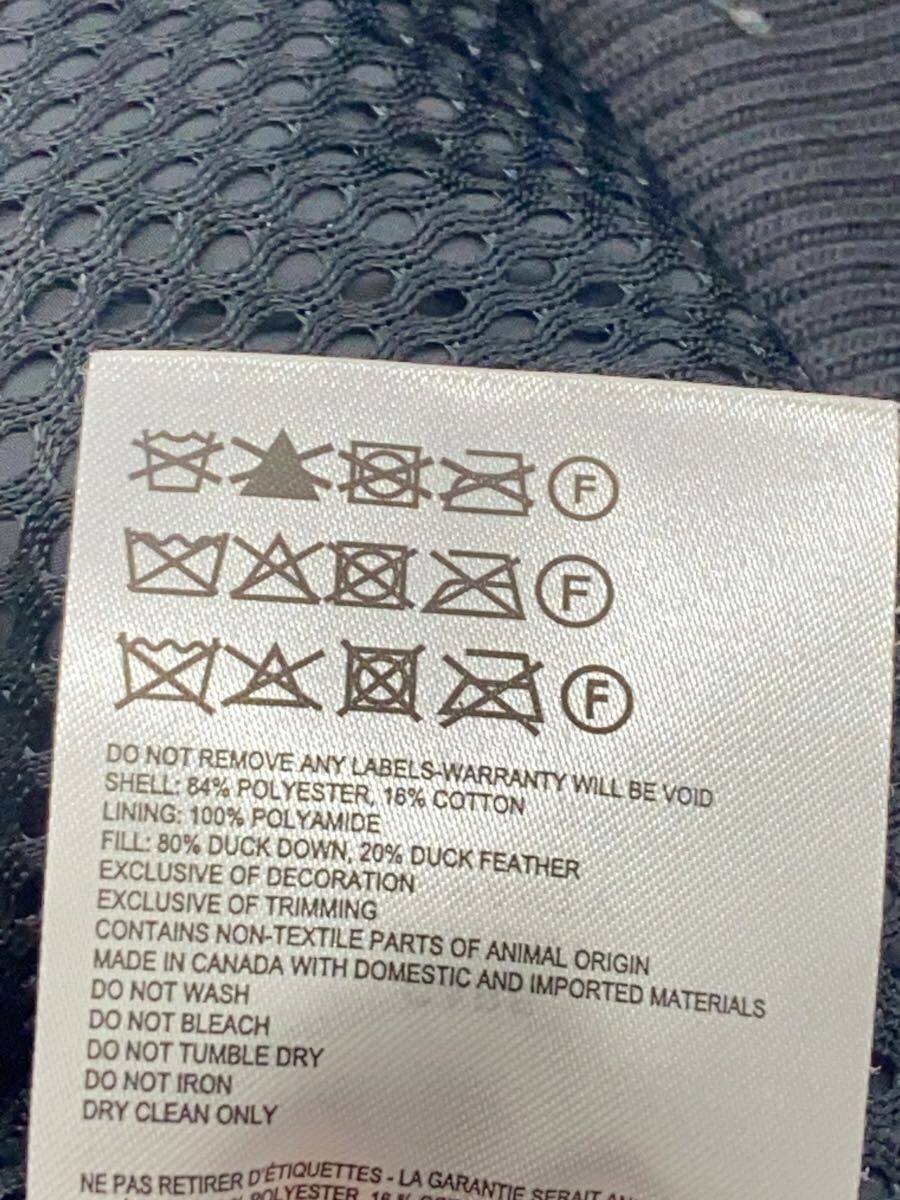 F
F
F
DO NOT REMOVE ANY LABELS-WARRANTY WILL BE VOID
SHELL: 84% POLYESTER, 16% COTTON
LINING: 100% POLYAMIDE
FILL: 80% DUCK DOWN, 20% DUCK FEATHER
EXCLUSIVE OF DECORATION
EXCLUSIVE OF TRIMMING
CONTAINS NON-TEXTILE PARTS OF ANIMAL ORIGIN
MADE IN CANADA WITH DOMESTIC AND IMPORTED MATERIALS
DO NOT WASH
DO NOT BLEACH
DO NOT TUMBLE DRY
DO NOT IRON
DRY CLEAN ONLY
NE PAS RETIRER D'ÉTIQUETTES - LA GARANTIE SERAIT
POLYESTER, 16 %